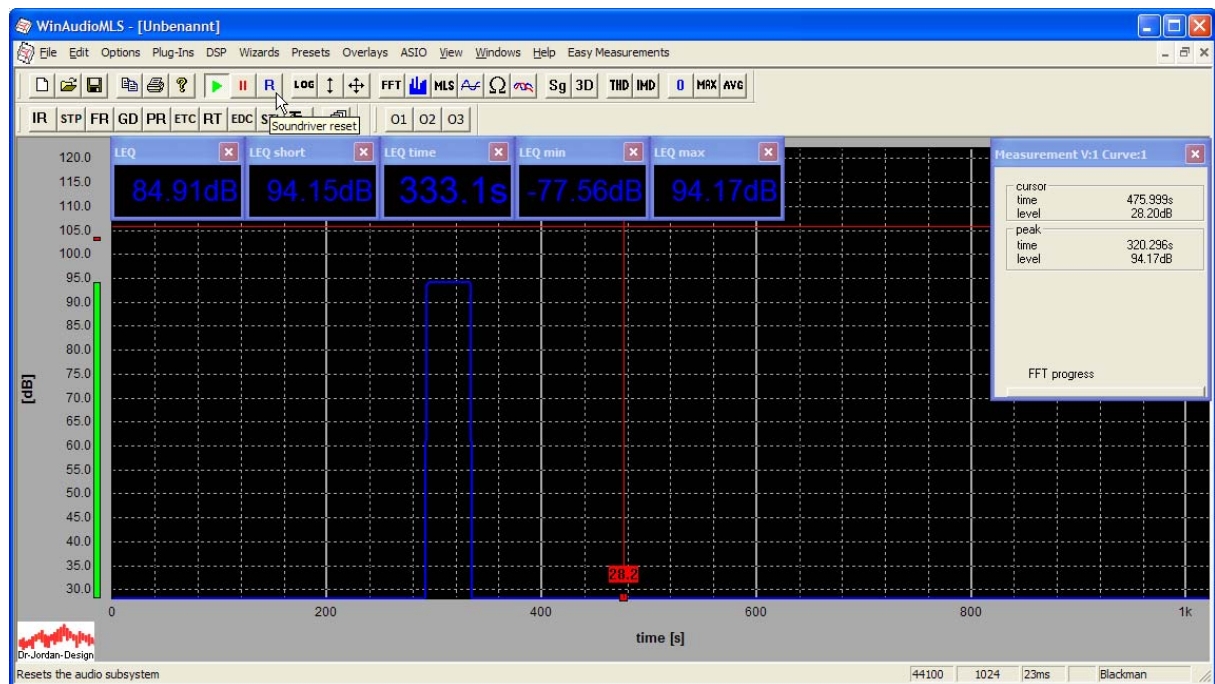 WinAudioMLS - [Unbenannt]
File Edit Options Plug-Ins DSP Wizards Presets Overlays ASIO View Windows Help Easy Measurements
R LOG FFT MLS Ω Sg 3D THD IMD 0 MAX AVG
IR STP FR GD PR ETC RT EDC O1 O2 O3
Soundriver reset
LEQ
84.91dB
LEQ short
94.15dB
LEQ time
333.1s
LEQ min
-77.56dB
LEQ max
94.17dB
Measurement V:1 Curve:1
cursor
time 475.999s
level 28.20dB
peak
time 320.296s
level 94.17dB
FFT progress
120.0
115.0
110.0
105.0
100.0
95.0
90.0
85.0
80.0
75.0
70.0
65.0
60.0
55.0
50.0
45.0
40.0
35.0
30.0
[dB]
28.2
0 200 400 600 800 1k
time [s]
Dr-Jordan-Design
Resets the audio subsystem 44100 1024 23ms Blackman